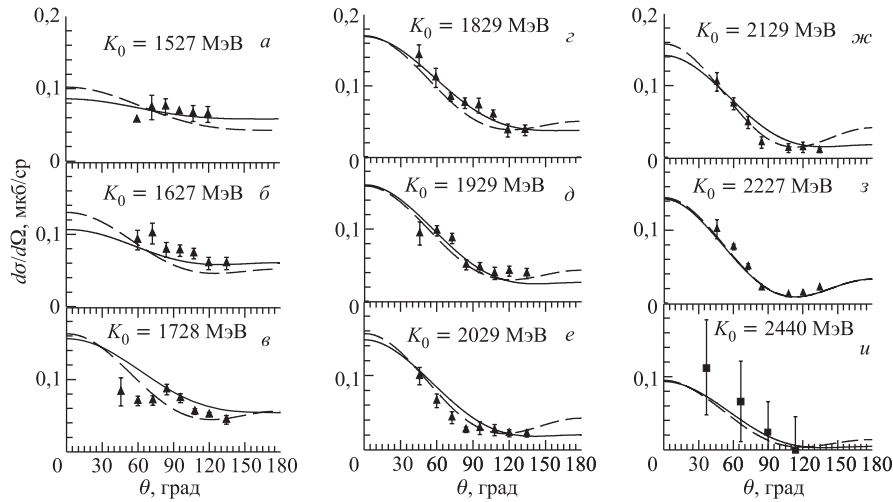 0,2
K₀ = 1527 МэВ а
0,1
0
K₀ = 1627 МэВ б
0,1
0
K₀ = 1728 МэВ в
0,1
0 30 60 90 120 150 180
θ, град
dσ/dΩ, мкб/ср
0,2
K₀ = 1829 МэВ г
0,1
0
K₀ = 1929 МэВ д
0,1
0
K₀ = 2029 МэВ е
0,1
0 30 60 90 120 150 180
θ, град
0,2
K₀ = 2129 МэВ ж
0,1
0
K₀ = 2227 МэВ з
0,1
0
K₀ = 2440 МэВ и
0,1
0 30 60 90 120 150 180
θ, град